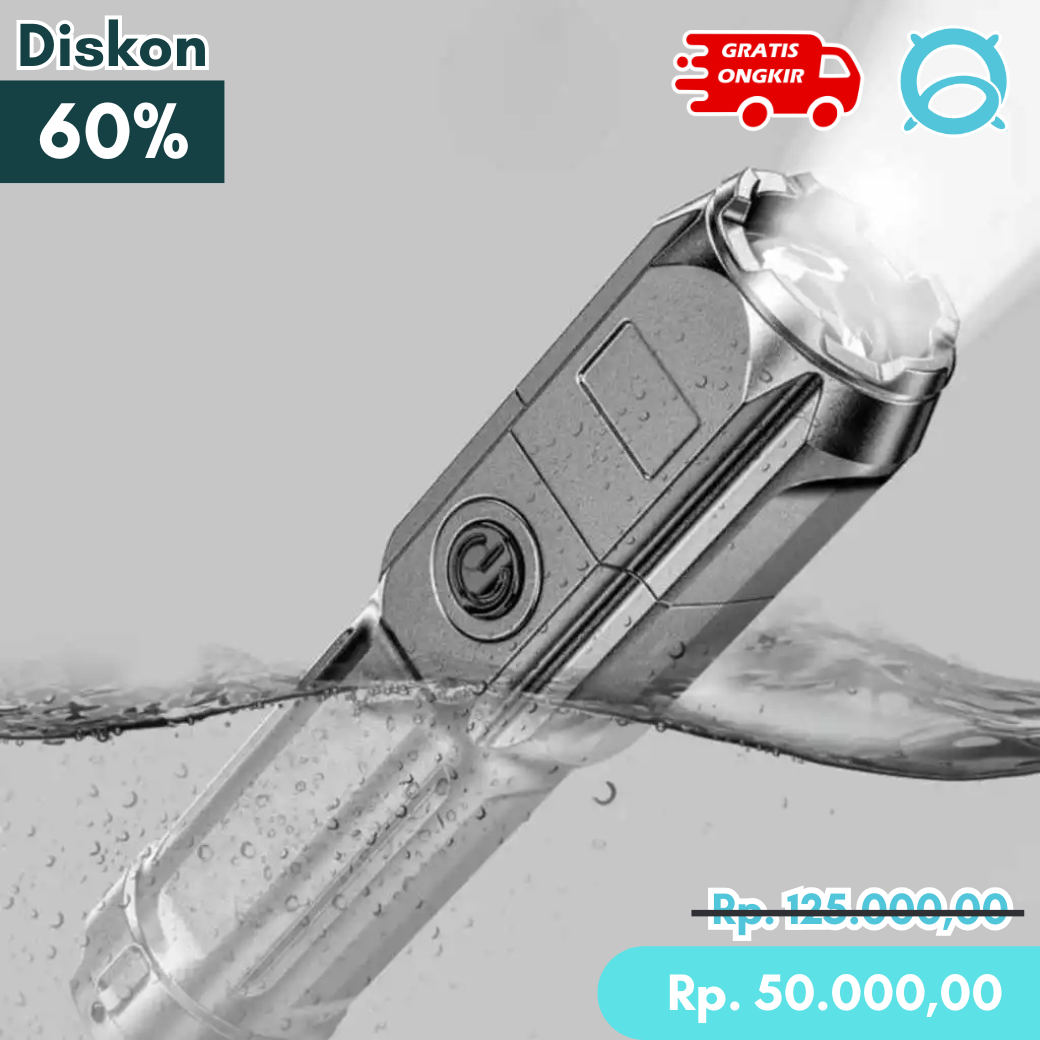 Diskon
60%
GRATIS
ONGKIR
Rp. 125.000,00
Rp. 50.000,00